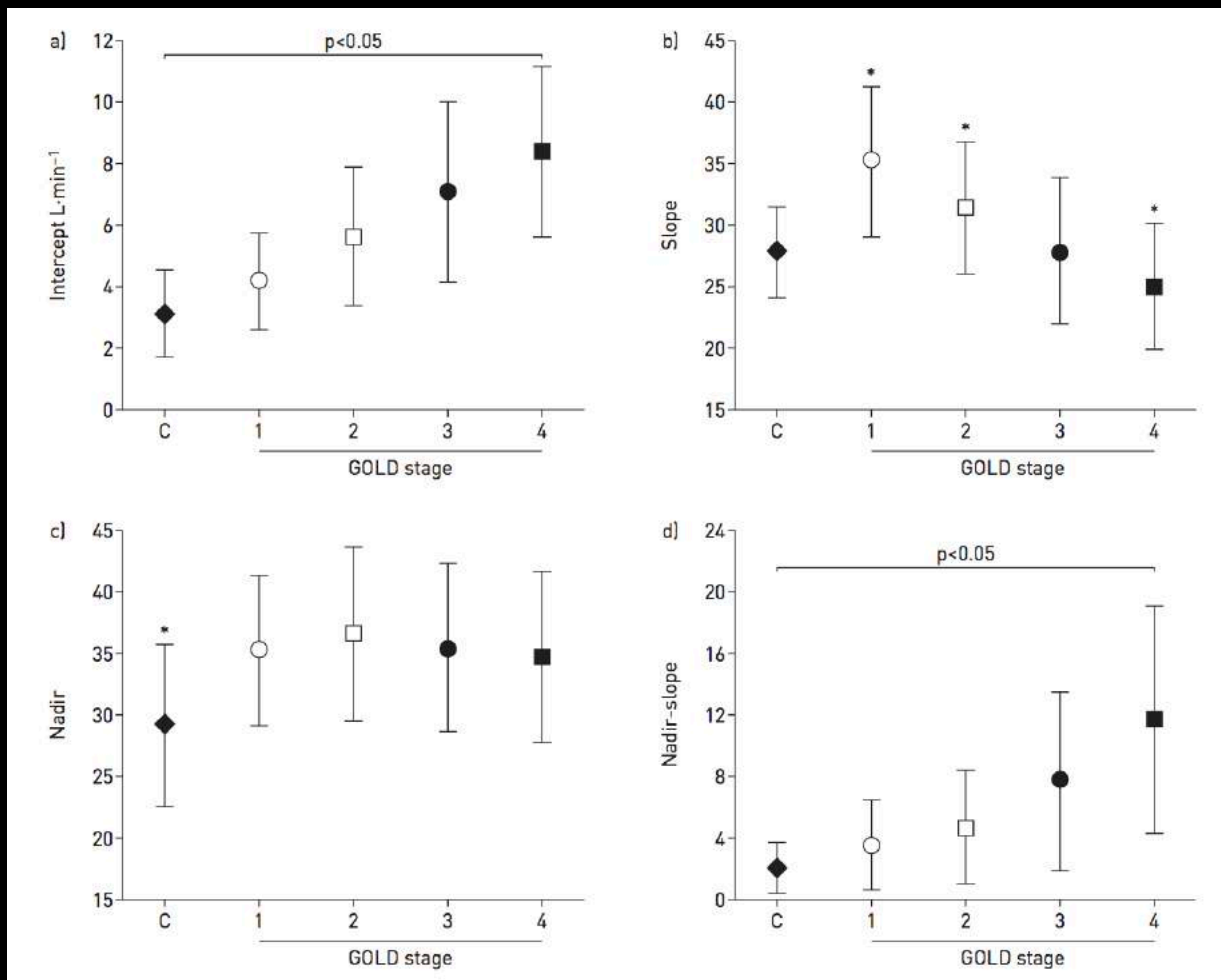 a)
12
10
8
6
4
2
0
Intercept L·min⁻¹
p<0.05
C 1 2 3 4
GOLD stage
b)
45
40
35
30
25
20
15
Slope
* * *
C 1 2 3 4
GOLD stage
c)
45
40
35
30
25
20
15
Nadir
*
C 1 2 3 4
GOLD stage
d)
24
20
16
12
8
4
0
Nadir-slope
p<0.05
C 1 2 3 4
GOLD stage